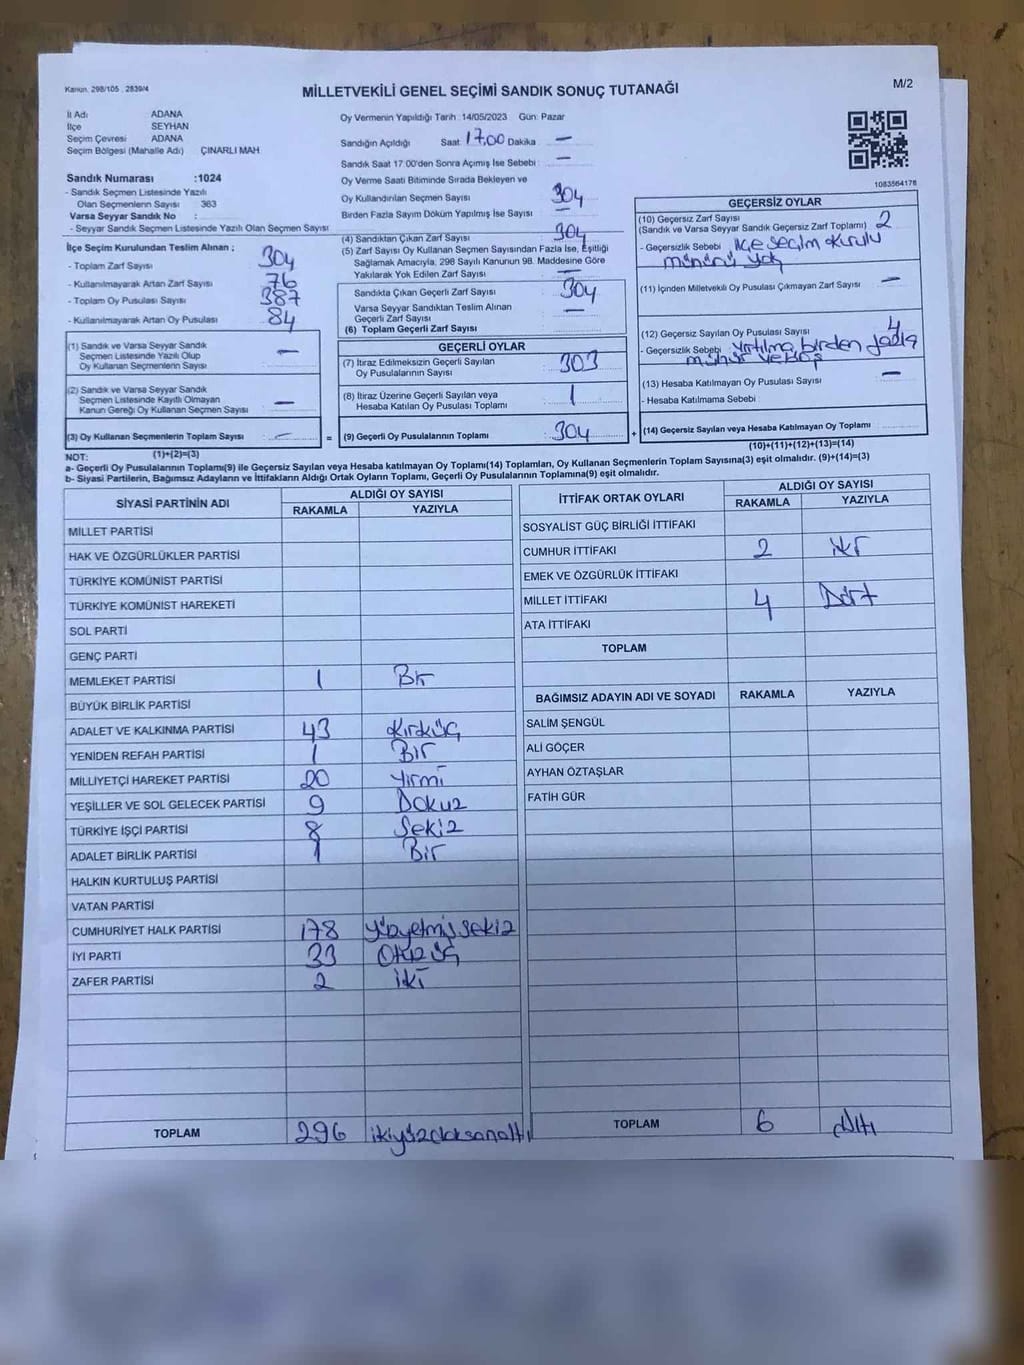 Kanun. 298/105 , 2839/4
MİLLETVEKİLİ GENEL SEÇİMİ SANDIK SONUÇ TUTANAĞI
M/2
İl Adı ADANA
İlçe SEYHAN
Seçim Çevresi ADANA
Seçim Bölgesi (Mahalle Adı) ÇINARLI MAH.
Sandık Numarası :1024
- Sandık Seçmen Listesinde Yazılı
Olan Seçmenlerin Sayısı 363
Varsa Seyyar Sandık No :
- Seyyar Sandık Seçmen Listesinde Yazılı Olan Seçmen Sayısı
Oy Vermenin Yapıldığı Tarih : 14/05/2023 Gün: Pazar
Sandığın Açıldığı Saat 17,00 Dakika —
Sandık Saat 17:00'den Sonra Açımış İse Sebebi : —
Oy Verme Saati Bitiminde Sırada Bekleyen ve
Oy Kullandırılan Seçmen Sayısı 304
Birden Fazla Sayım Döküm Yapılmış İse Sayısı —
1083564176
İlçe Seçim Kurulundan Teslim Alınan ;
- Toplam Zarf Sayısı 304
- Kullanılmayarak Artan Zarf Sayısı 76
- Toplam Oy Pusulası Sayısı 387
- Kullanılmayarak Artan Oy Pusulası 84
(1) Sandık ve Varsa Seyyar Sandık
Seçmen Listesinde Yazılı Olup
Oy Kullanan Seçmenlerin Sayısı —
(2) Sandık ve Varsa Seyyar Sandık
Seçmen Listesinde Kayıtlı Olmayan
Kanun Gereği Oy Kullanan Seçmen Sayısı —
(3) Oy Kullanan Seçmenlerin Toplam Sayısı : —
(1)+(2)=(3)
(4) Sandıktan Çıkan Zarf Sayısı 304
(5) Zarf Sayısı Oy Kullanan Seçmen Sayısından Fazla İse, Eşitliği
Sağlamak Amacıyla, 298 Sayılı Kanunun 98. Maddesine Göre
Yakılarak Yok Edilen Zarf Sayısı —
Sandıkta Çıkan Geçerli Zarf Sayısı 304
Varsa Seyyar Sandıktan Teslim Alınan
Geçerli Zarf Sayısı —
(6) Toplam Geçerli Zarf Sayısı
GEÇERLİ OYLAR
(7) İtiraz Edilmeksizin Geçerli Sayılan
Oy Pusulalarının Sayısı 303
(8) İtiraz Üzerine Geçerli Sayılan veya
Hesaba Katılan Oy Pusulası Toplamı 1
= (9) Geçerli Oy Pusulalarının Toplamı 304 +
GEÇERSİZ OYLAR
(10) Geçersiz Zarf Sayısı
(Sandık ve Varsa Seyyar Sandık Geçersiz Zarf Toplamı) 2
- Geçersizlik Sebebi ilçe seçim kurulu
mühürü yok
(11) İçinden Milletvekili Oy Pusulası Çıkmayan Zarf Sayısı —
(12) Geçersiz Sayılan Oy Pusulası Sayısı 4
- Geçersizlik Sebebi yırtılma, birden fazla
mühür ve boş
(13) Hesaba Katılmayan Oy Pusulası Sayısı —
- Hesaba Katılmama Sebebi
(14) Geçersiz Sayılan veya Hesaba Katılmayan Oy Toplamı
(10)+(11)+(12)+(13)=(14)
NOT:
a- Geçerli Oy Pusulalarının Toplamı(9) ile Geçersiz Sayılan veya Hesaba katılmayan Oy Toplamı(14) Toplamları, Oy Kullanan Seçmenlerin Toplam Sayısına(3) eşit olmalıdır. (9)+(14)=(3)
b- Siyasi Partilerin, Bağımsız Adayların ve İttifakların Aldığı Ortak Oyların Toplamı, Geçerli Oy Pusulalarının Toplamına(9) eşit olmalıdır.
SİYASİ PARTİNİN ADI ALDIĞI OY SAYISI
RAKAMLA YAZIYLA
MİLLET PARTİSİ
HAK VE ÖZGÜRLÜKLER PARTİSİ
TÜRKİYE KOMÜNİST PARTİSİ
TÜRKİYE KOMÜNİST HAREKETİ
SOL PARTİ
GENÇ PARTİ
MEMLEKET PARTİSİ 1 Bir
BÜYÜK BİRLİK PARTİSİ
ADALET VE KALKINMA PARTİSİ 43 Kırküç
YENİDEN REFAH PARTİSİ 1 Bir
MİLLİYETÇİ HAREKET PARTİSİ 20 Yirmi
YEŞİLLER VE SOL GELECEK PARTİSİ 9 Dokuz
TÜRKİYE İŞÇİ PARTİSİ 8 Sekiz
ADALET BİRLİK PARTİSİ 1 Bir
HALKIN KURTULUŞ PARTİSİ
VATAN PARTİSİ
CUMHURİYET HALK PARTİSİ 178 yüzyetmişsekiz
İYİ PARTİ 33 Otuzüç
ZAFER PARTİSİ 2 iki
TOPLAM 296 ikiyüzdoksanaltı
İTTİFAK ORTAK OYLARI ALDIĞI OY SAYISI
RAKAMLA YAZIYLA
SOSYALİST GÜÇ BİRLİĞİ İTTİFAKI
CUMHUR İTTİFAKI 2 iki
EMEK VE ÖZGÜRLÜK İTTİFAKI
MİLLET İTTİFAKI 4 Dört
ATA İTTİFAKI
TOPLAM
BAĞIMSIZ ADAYIN ADI VE SOYADI RAKAMLA YAZIYLA
SALİM ŞENGÜL
ALİ GÖÇER
AYHAN ÖZTAŞLAR
FATİH GÜR
TOPLAM 6 Altı